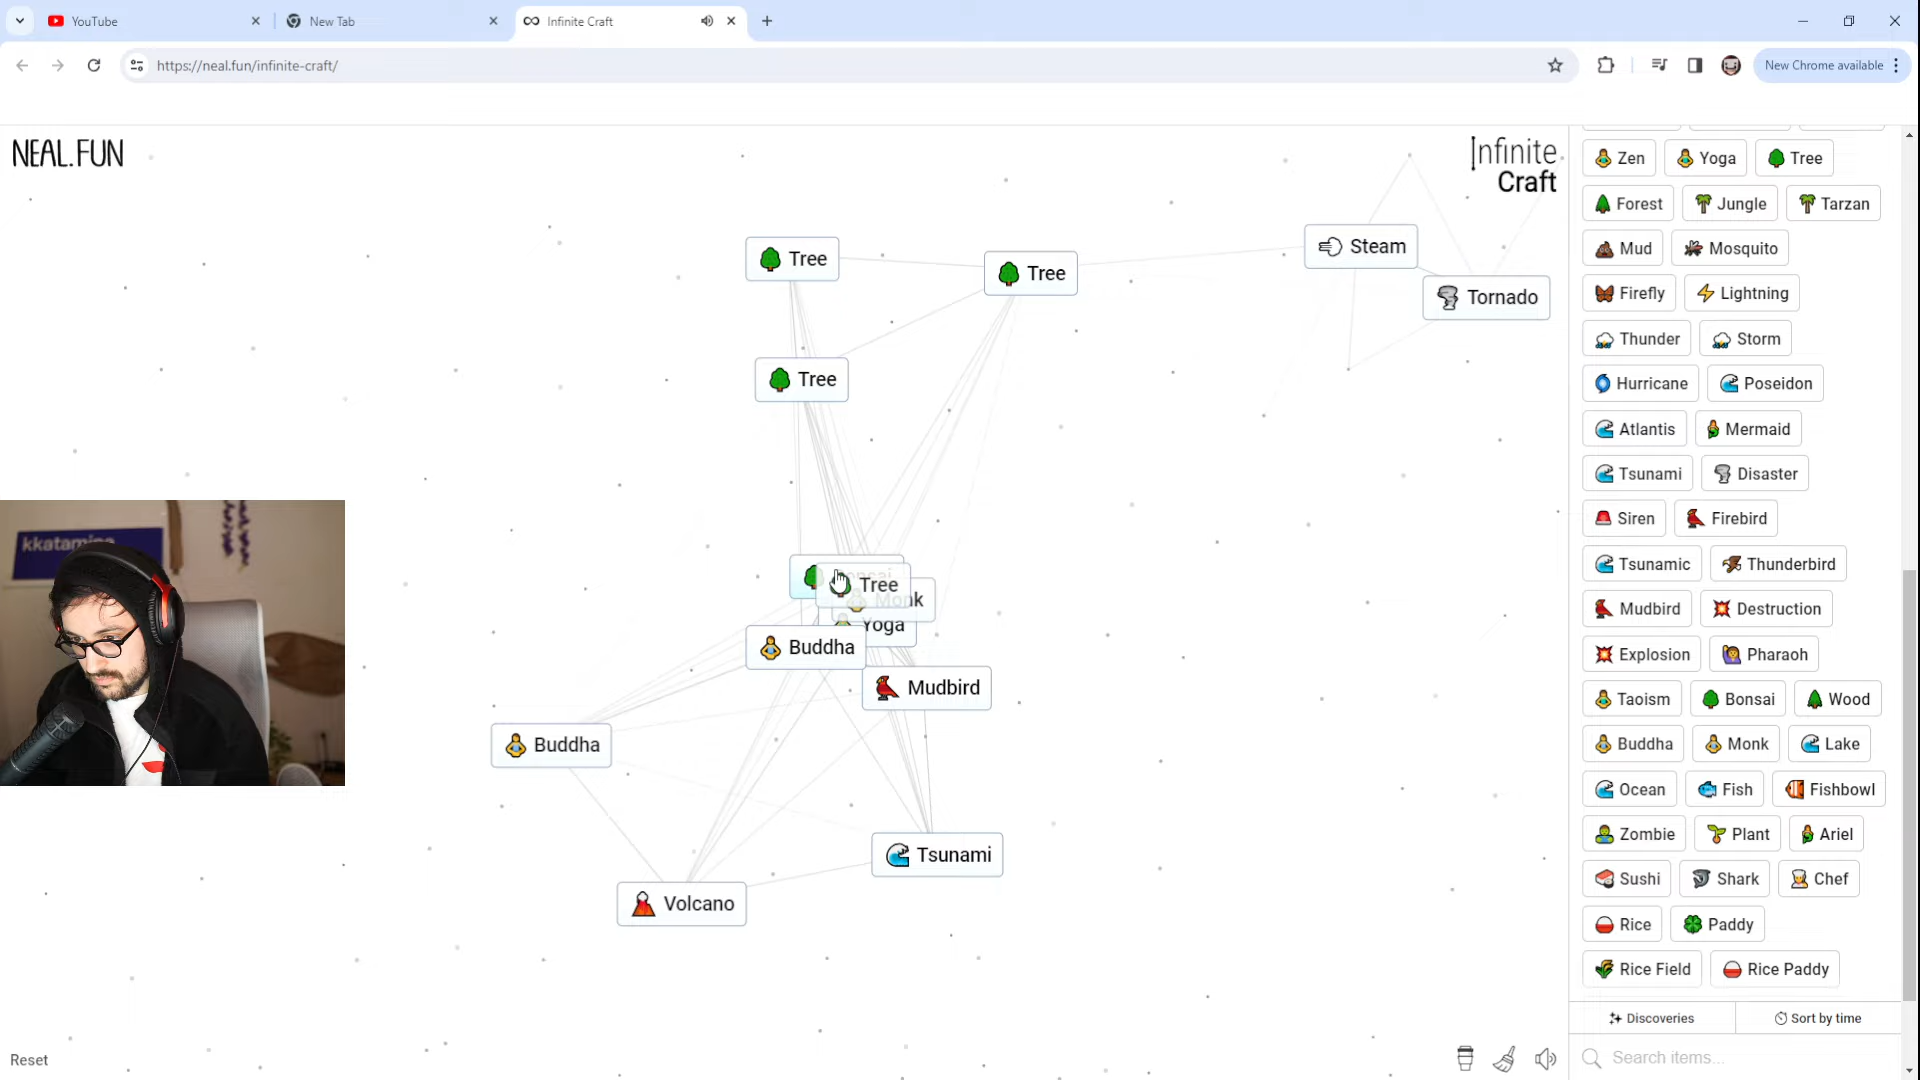 YouTube
New Tab
Infinite Craft
https://neal.fun/infinite-craft/
New Chrome available
NEAL.FUN
Infinite
Craft
Tree
Tree
Steam
Tornado
Tree
Bonsai
Tree
Monk
Yoga
Buddha
Mudbird
Buddha
Tsunami
Volcano
kkatamina
Reset
Zen Yoga Tree
Forest Jungle Tarzan
Mud Mosquito
Firefly Lightning
Thunder Storm
Hurricane Poseidon
Atlantis Mermaid
Tsunami Disaster
Siren Firebird
Tsunamic Thunderbird
Mudbird Destruction
Explosion Pharaoh
Taoism Bonsai Wood
Buddha Monk Lake
Ocean Fish Fishbowl
Zombie Plant Ariel
Sushi Shark Chef
Rice Paddy
Rice Field Rice Paddy
Discoveries Sort by time
Search items...